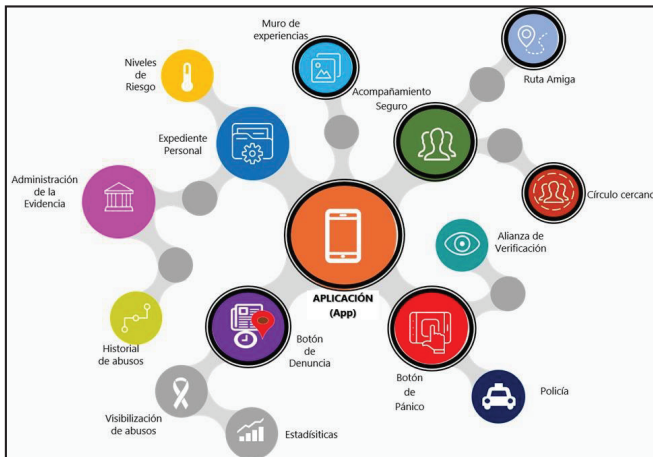 Muro de
experiencias
Niveles
de
Riesgo
Ruta Amiga
Acompañamiento
Seguro
Expediente
Personal
Administración
de la
Evidencia
Círculo cercano
Alianza de
Verificación
APLICACIÓN
(App)
Historial
de abusos
Botón
de
Denuncia
Botón
de
Pánico
Policía
Visibilización
de abusos
Estadísiticas